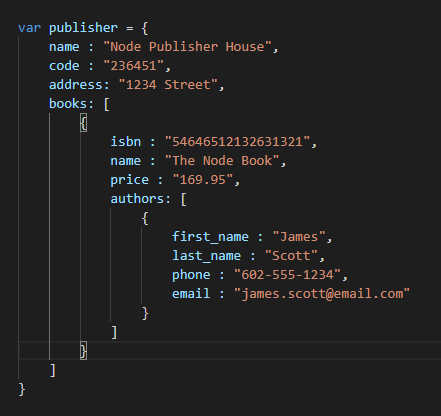 var publisher = {
    name : "Node Publisher House",
    code : "236451",
    address: "1234 Street",
    books: [
        {
            isbn : "54646512132631321",
            name : "The Node Book",
            price : "169.95",
            authors: [
                {
                    first_name : "James",
                    last_name : "Scott",
                    phone : "602-555-1234",
                    email : "james.scott@email.com"
                }
            ]
        }
    ]
}